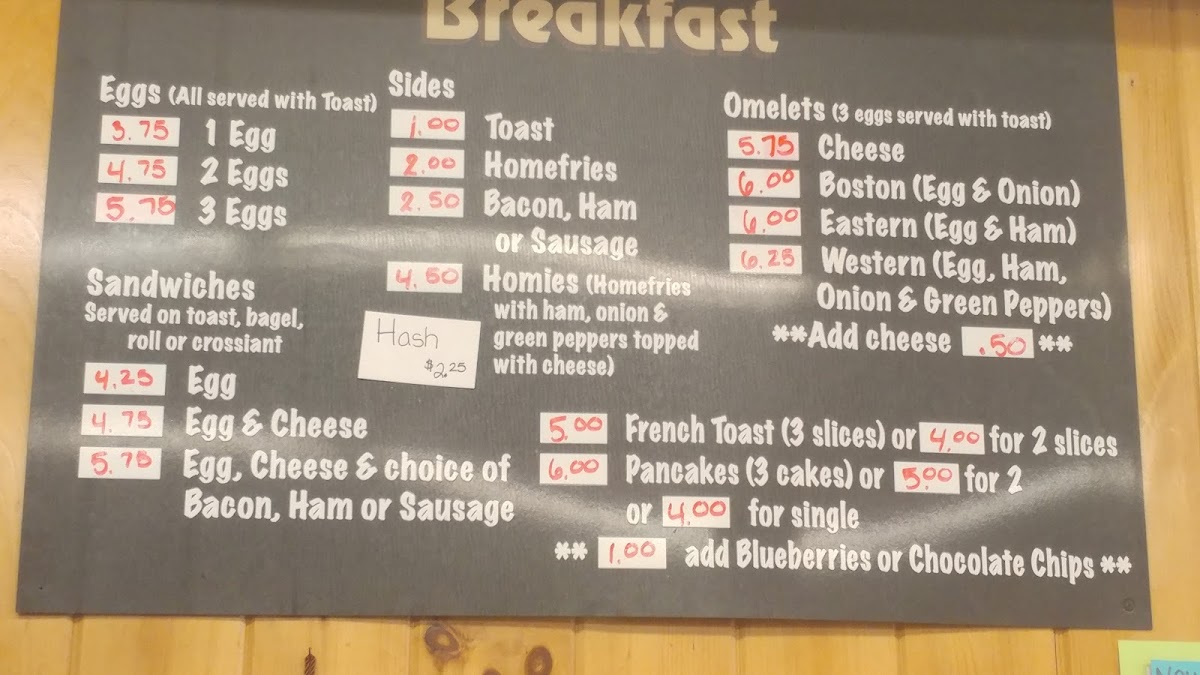 Breakfast
Eggs (All served with Toast)
3.75 1 Egg
4.75 2 Eggs
5.75 3 Eggs
Sandwiches
Served on toast, bagel,
roll or crossiant
4.25 Egg
4.75 Egg & Cheese
5.75 Egg, Cheese & choice of
Bacon, Ham or Sausage
Sides
1.00 Toast
2.00 Homefries
2.50 Bacon, Ham
or Sausage
4.50 Homies (Homefries
with ham, onion &
green peppers topped
with cheese)
Hash
$2.25
Omelets (3 eggs served with toast)
5.75 Cheese
6.00 Boston (Egg & Onion)
6.00 Eastern (Egg & Ham)
6.25 Western (Egg, Ham,
Onion & Green Peppers)
**Add cheese .50 **
5.00 French Toast (3 slices) or 4.00 for 2 slices
6.00 Pancakes (3 cakes) or 5.00 for 2
or 4.00 for single
** 1.00 add Blueberries or Chocolate Chips **